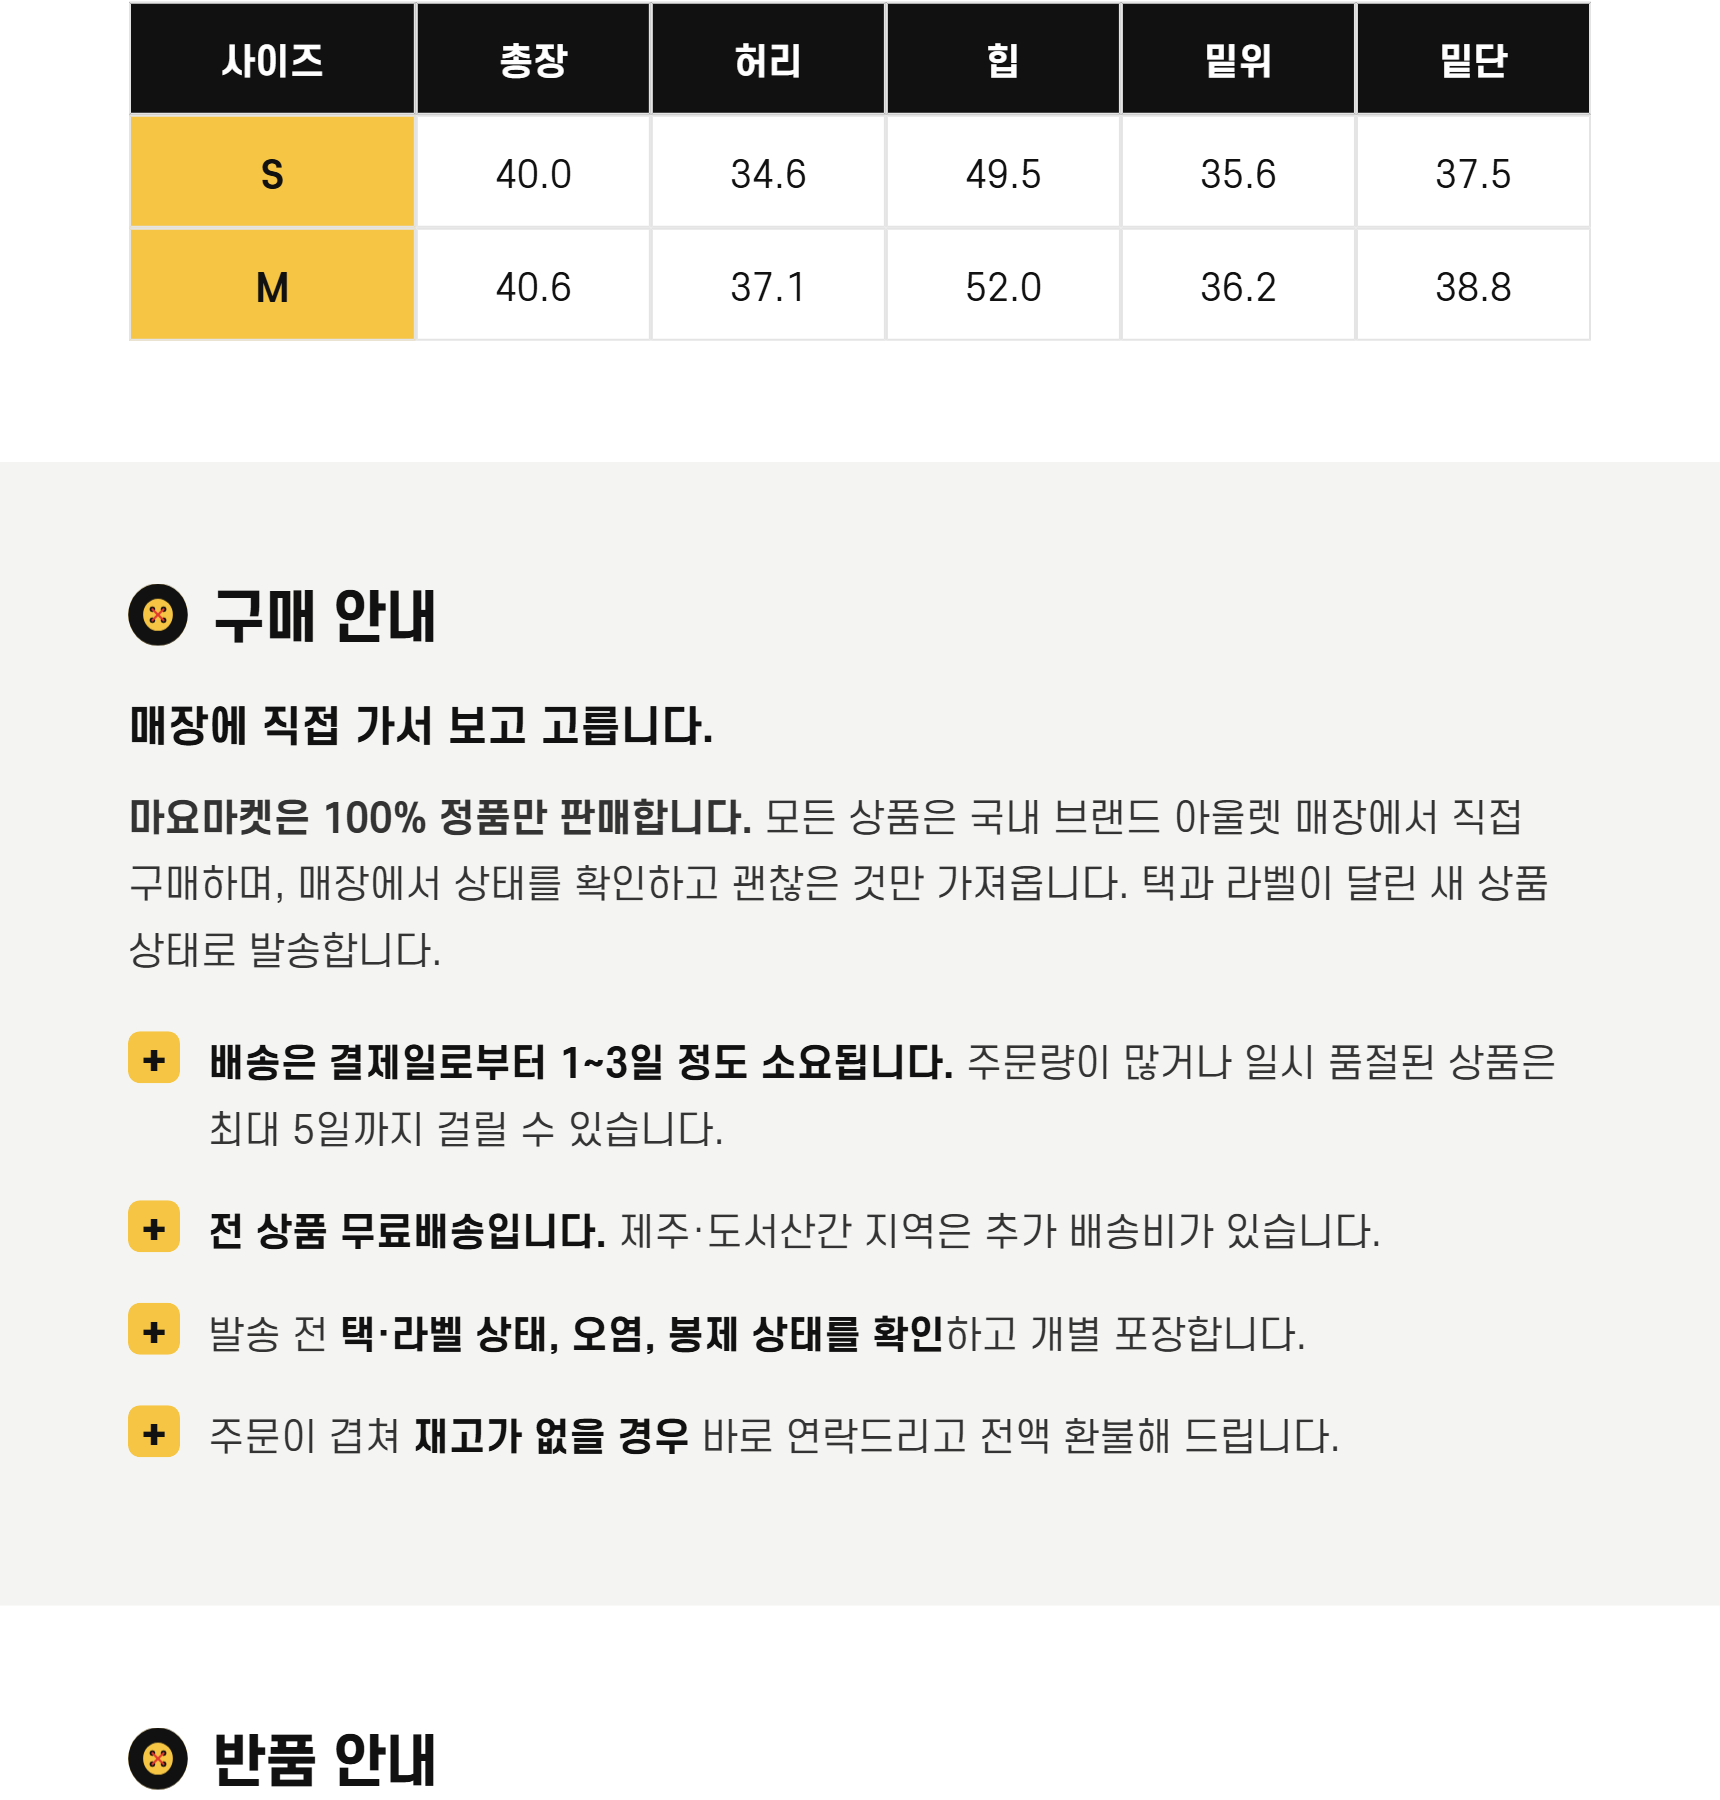 사이즈 총장 허리 힙 밑위 밑단
S 40.0 34.6 49.5 35.6 37.5
M 40.6 37.1 52.0 36.2 38.8
구매 안내
매장에 직접 가서 보고 고릅니다.
마요마켓은 100% 정품만 판매합니다. 모든 상품은 국내 브랜드 아울렛 매장에서 직접
구매하며, 매장에서 상태를 확인하고 괜찮은 것만 가져옵니다. 택과 라벨이 달린 새 상품
상태로 발송합니다.
+ 배송은 결제일로부터 1~3일 정도 소요됩니다. 주문량이 많거나 일시 품절된 상품은
최대 5일까지 걸릴 수 있습니다.
+ 전 상품 무료배송입니다. 제주·도서산간 지역은 추가 배송비가 있습니다.
+ 발송 전 택·라벨 상태, 오염, 봉제 상태를 확인하고 개별 포장합니다.
+ 주문이 겹쳐 재고가 없을 경우 바로 연락드리고 전액 환불해 드립니다.
반품 안내